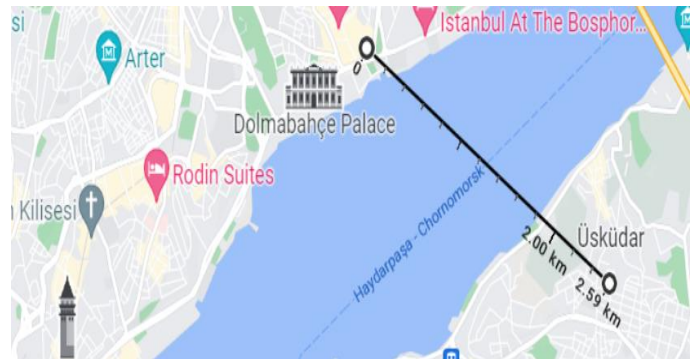 si
Istanbul At The Bosphor...
Arter
0
Dolmabahçe Palace
Rodin Suites
Haydarpaşa - Chornomorsk
n Kilisesi
Üsküdar
2.00 km
2.59 km